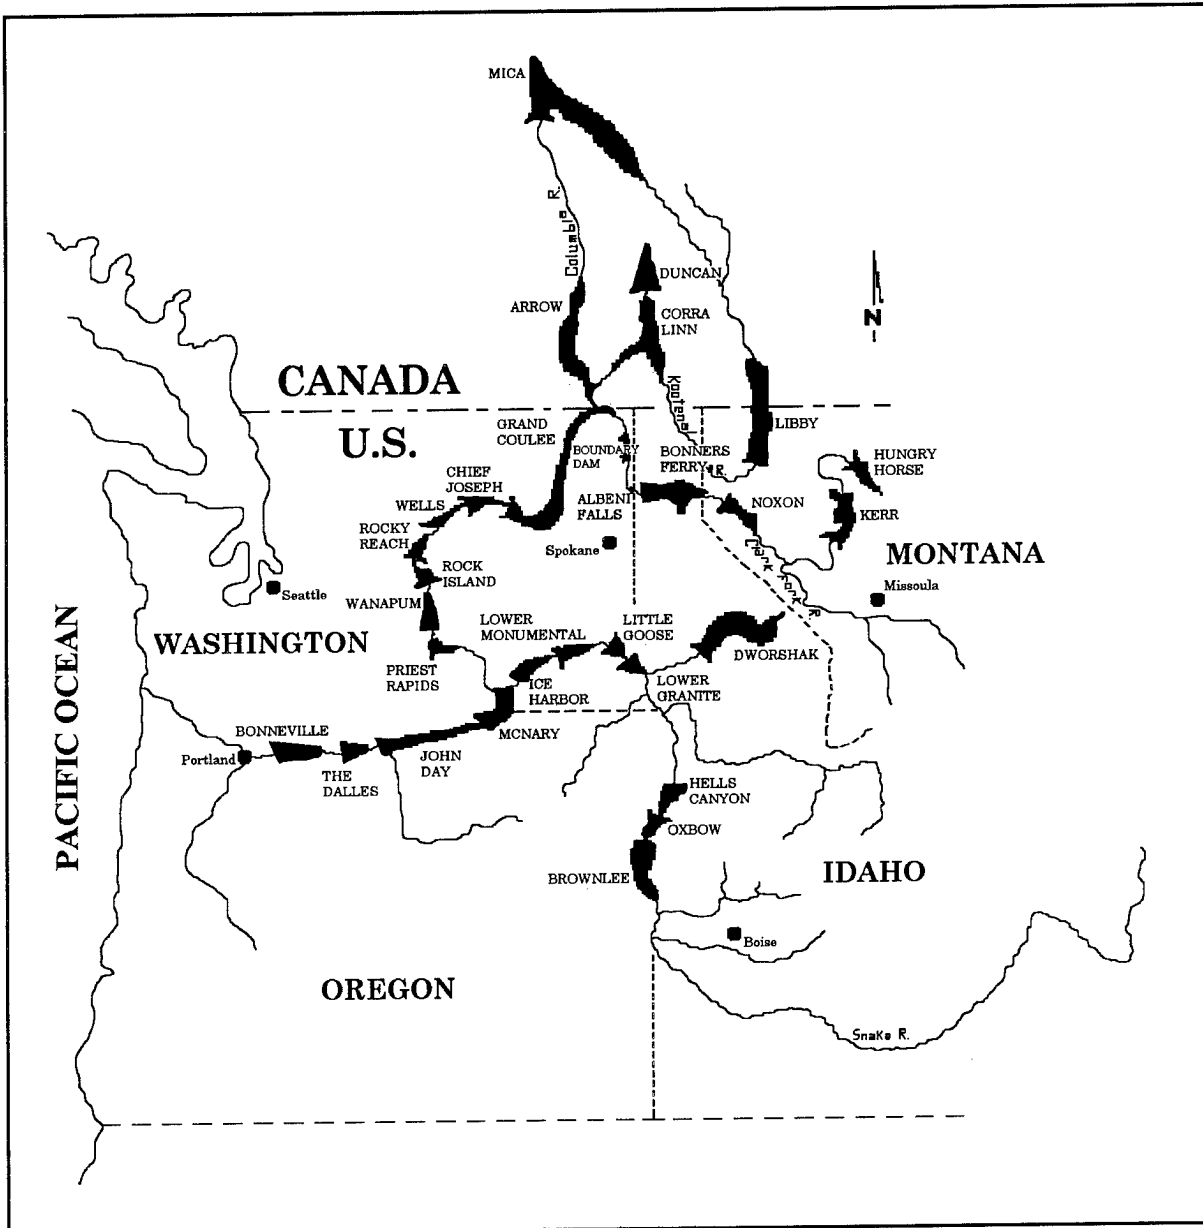 MICA
Columbia R.
DUNCAN
ARROW
CORRA
LINN
N
CANADA
Kootenai
R.
GRAND
COULEE
LIBBY
U.S.
BOUNDARY
DAM
BONNERS
FERRY
HUNGRY
HORSE
CHIEF
JOSEPH
WELLS
ALBENI
FALLS
NOXON
KERR
ROCKY
REACH
Spokane
Clark Fork R.
MONTANA
ROCK
ISLAND
Seattle
WANAPUM
Missoula
WASHINGTON
LOWER
MONUMENTAL
LITTLE
GOOSE
DWORSHAK
PRIEST
RAPIDS
ICE
HARBOR
LOWER
GRANITE
PACIFIC OCEAN
BONNEVILLE
MCNARY
Portland
THE
DALLES
JOHN
DAY
HELLS
CANYON
OXBOW
BROWNLEE
IDAHO
Boise
OREGON
Snake R.